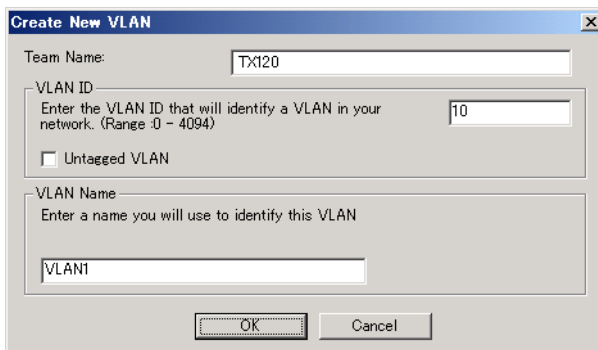 Create New VLAN
Team Name:
TX120
VLAN ID
Enter the VLAN ID that will identify a VLAN in your
network. (Range :0 - 4094)
10
Untagged VLAN
VLAN Name
Enter a name you will use to identify this VLAN
VLAN1
OK
Cancel